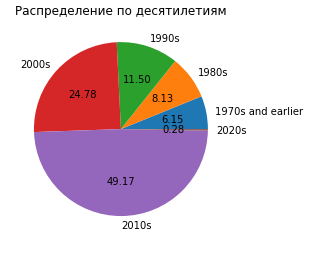 Распределение по десятилетиям
1990s
2000s
1980s
11.50
24.78
8.13
1970s and earlier
6.15
0.28
2020s
49.17
2010s